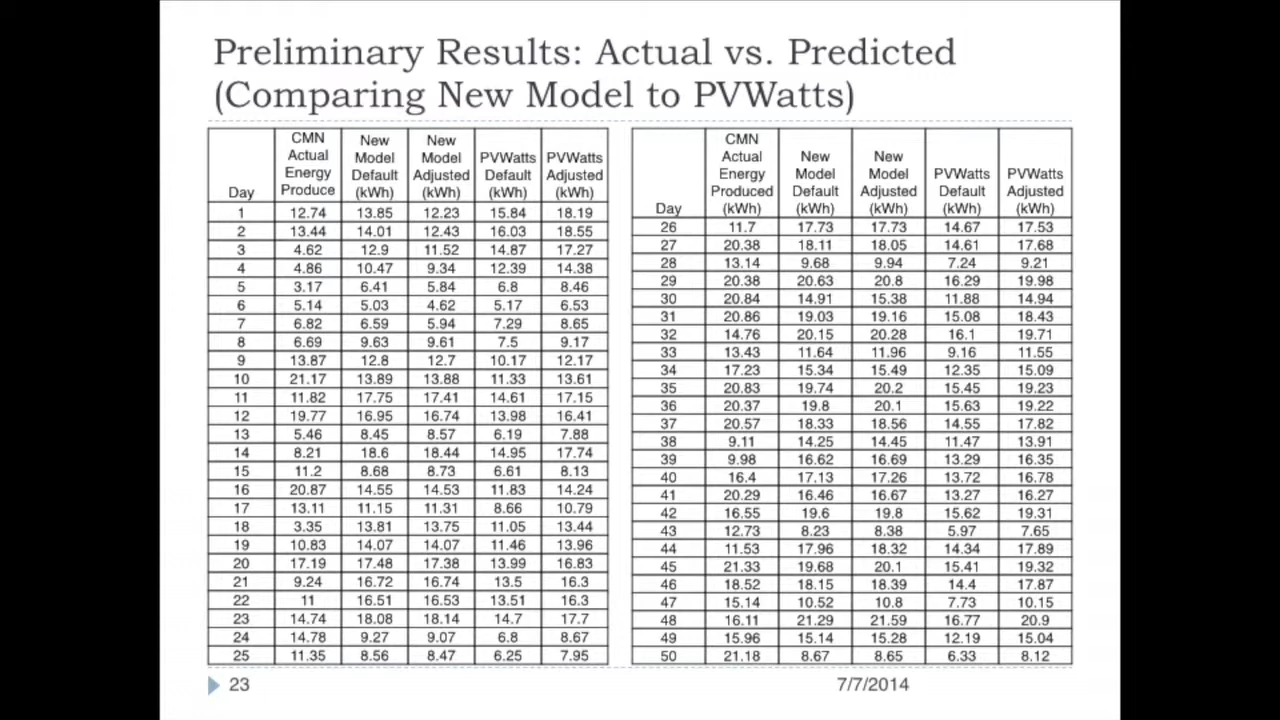 Preliminary Results: Actual vs. Predicted
(Comparing New Model to PVWatts)
Day CMN Actual Energy Produce New Model Default (kWh) New Model Adjusted (kWh) PVWatts Default (kWh) PVWatts Adjusted (kWh)
1 12.74 13.85 12.23 15.84 18.19
2 13.44 14.01 12.43 16.03 18.55
3 4.62 12.9 11.52 14.87 17.27
4 4.86 10.47 9.34 12.39 14.38
5 3.17 6.41 5.84 6.8 8.46
6 5.14 5.03 4.62 5.17 6.53
7 6.82 6.59 5.94 7.29 8.65
8 6.69 9.63 9.61 7.5 9.17
9 13.87 12.8 12.7 10.17 12.17
10 21.17 13.89 13.88 11.33 13.61
11 11.82 17.75 17.41 14.61 17.15
12 19.77 16.95 16.74 13.98 16.41
13 5.46 8.45 8.57 6.19 7.88
14 8.21 18.6 18.44 14.95 17.74
15 11.2 8.68 8.73 6.61 8.13
16 20.87 14.55 14.53 11.83 14.24
17 13.11 11.15 11.31 8.66 10.79
18 3.35 13.81 13.75 11.05 13.44
19 10.83 14.07 14.07 11.46 13.96
20 17.19 17.48 17.38 13.99 16.83
21 9.24 16.72 16.74 13.5 16.3
22 11 16.51 16.53 13.51 16.3
23 14.74 18.08 18.14 14.7 17.7
24 14.78 9.27 9.07 6.8 8.67
25 11.35 8.56 8.47 6.25 7.95
Day CMN Actual Energy Produced (kWh) New Model Default (kWh) New Model Adjusted (kWh) PVWatts Default (kWh) PVWatts Adjusted (kWh)
26 11.7 17.73 17.73 14.67 17.53
27 20.38 18.11 18.05 14.61 17.68
28 13.14 9.68 9.94 7.24 9.21
29 20.38 20.63 20.8 16.29 19.98
30 20.84 14.91 15.38 11.88 14.94
31 20.86 19.03 19.16 15.08 18.43
32 14.76 20.15 20.28 16.1 19.71
33 13.43 11.64 11.96 9.16 11.55
34 17.23 15.34 15.49 12.35 15.09
35 20.83 19.74 20.2 15.45 19.23
36 20.37 19.8 20.1 15.63 19.22
37 20.57 18.33 18.56 14.55 17.82
38 9.11 14.25 14.45 11.47 13.91
39 9.98 16.62 16.69 13.29 16.35
40 16.4 17.13 17.26 13.72 16.78
41 20.29 16.46 16.67 13.27 16.27
42 16.55 19.6 19.8 15.62 19.31
43 12.73 8.23 8.38 5.97 7.65
44 11.53 17.96 18.32 14.34 17.89
45 21.33 19.68 20.1 15.41 19.32
46 18.52 18.15 18.39 14.4 17.87
47 15.14 10.52 10.8 7.73 10.15
48 16.11 21.29 21.59 16.77 20.9
49 15.96 15.14 15.28 12.19 15.04
50 21.18 8.67 8.65 6.33 8.12
23
7/7/2014